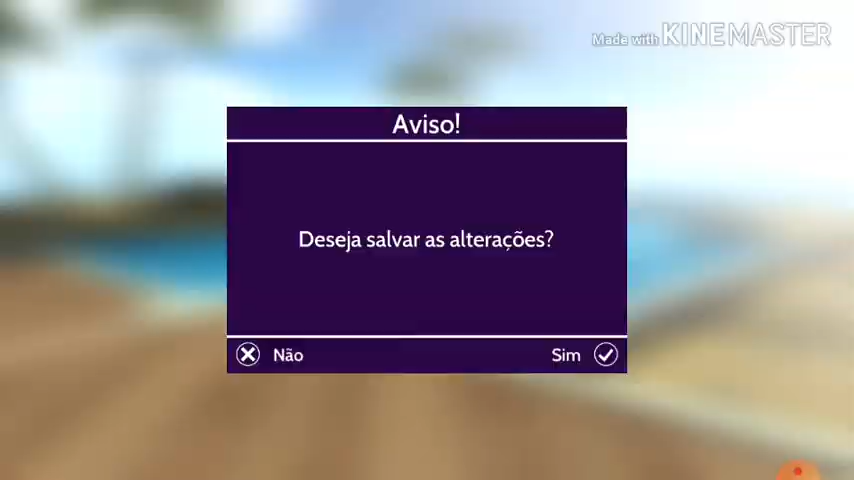 Made with KINEMASTER
Aviso!
Deseja salvar as alterações?
Não
Sim